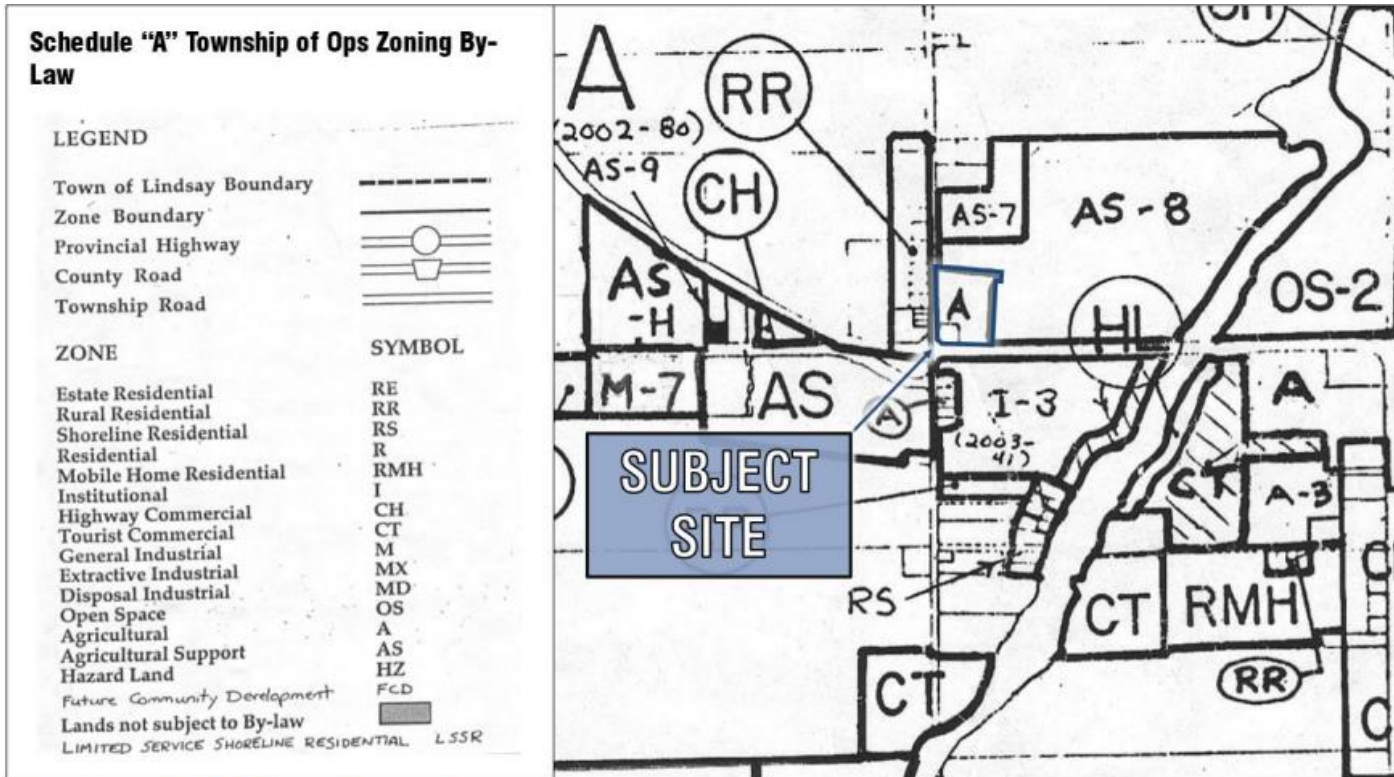 Schedule “A” Township of Ops Zoning By-
Law
LEGEND
Town of Lindsay Boundary
Zone Boundary
Provincial Highway
County Road
Township Road
ZONE SYMBOL
Estate Residential RE
Rural Residential RR
Shoreline Residential RS
Residential R
Mobile Home Residential RMH
Institutional I
Highway Commercial CH
Tourist Commercial CT
General Industrial M
Extractive Industrial MX
Disposal Industrial MD
Open Space OS
Agricultural A
Agricultural Support AS
Hazard Land HZ
Future Community Development FCD
Lands not subject to By-law
LIMITED SERVICE SHORELINE RESIDENTIAL LSSR
A
(2002-80)
AS-9
RR
CH
AS-7
AS-8
AS
-H
A
OS-2
M-7
AS
A
I-3
(2003-
41)
A
A-3
SUBJECT
SITE
RS
CT
RMH
CT
RR